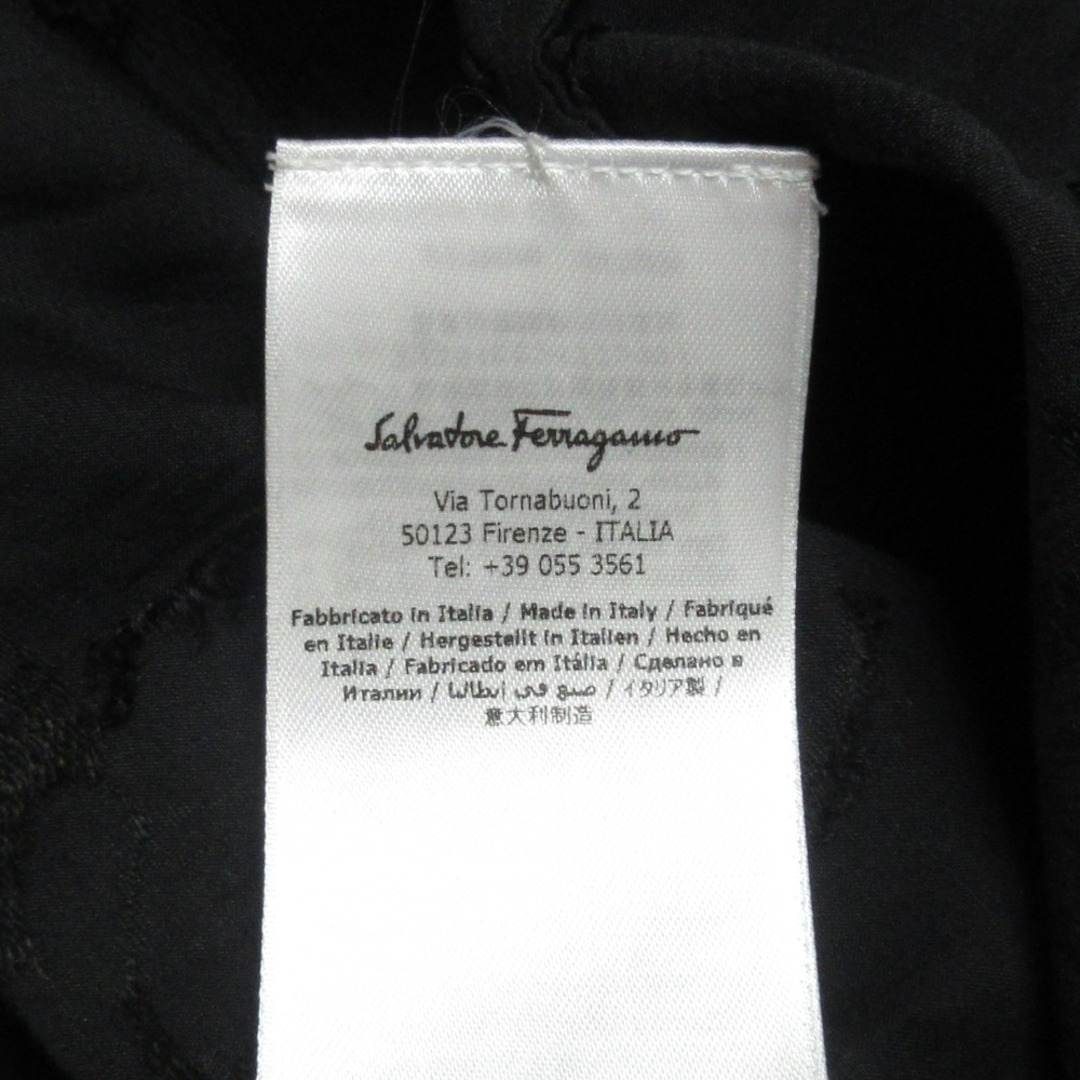 Salvatore Ferragamo
Via Tornabuoni, 2
50123 Firenze - ITALIA
Tel: +39 055 3561
Fabbricato in Italia / Made in Italy / Fabriqué
en Italie / Hergestellt in Italien / Hecho en
Italia / Fabricado em Itália / Сделано в
Италии / صنع في إيطاليا / イタリア製 /
意大利制造